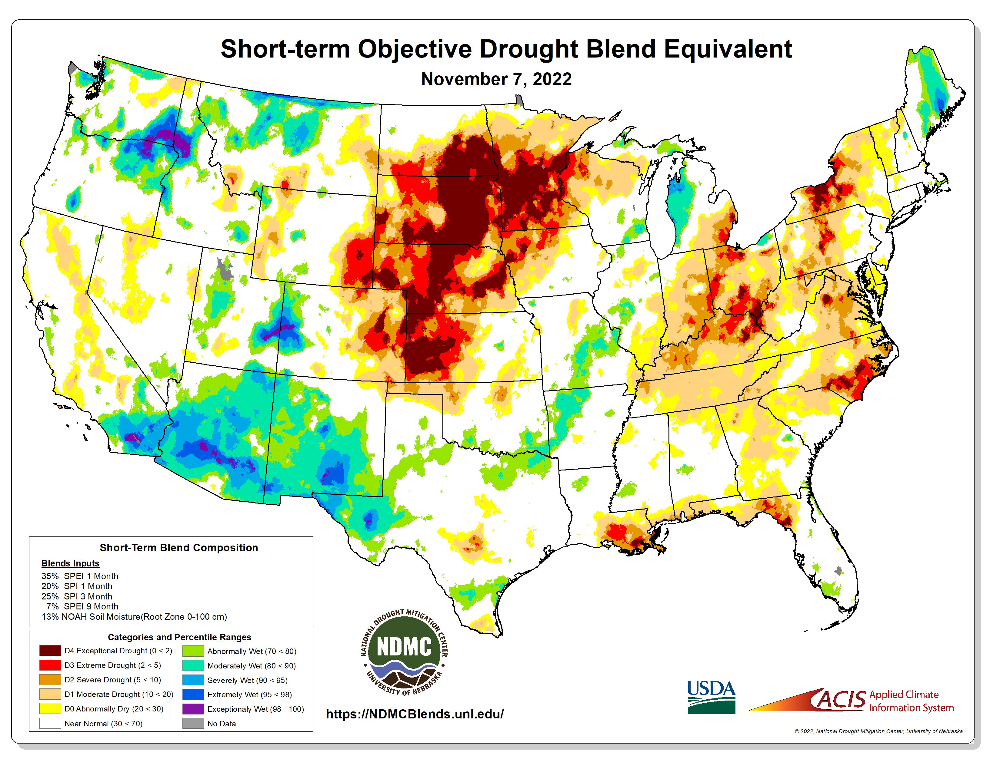 Short-term Objective Drought Blend Equivalent
November 7, 2022
Short-Term Blend Composition
Blends Inputs
35% SPEI 1 Month
20% SPI 1 Month
25% SPI 3 Month
7% SPEI 9 Month
13% NOAH Soil Moisture(Root Zone 0-100 cm)
Categories and Percentile Ranges
D4 Exceptional Drought (0 < 2)
D3 Extreme Drought (2 < 5)
D2 Severe Drought (5 < 10)
D1 Moderate Drought (10 < 20)
D0 Abnormally Dry (20 < 30)
Near Normal (30 < 70)
Abnormally Wet (70 < 80)
Moderately Wet (80 < 90)
Severely Wet (90 < 95)
Extremely Wet (95 < 98)
Exceptionaly Wet (98 - 100)
No Data
NATIONAL DROUGHT MITIGATION CENTER
NDMC
• UNIVERSITY OF NEBRASKA •
https://NDMCBlends.unl.edu/
USDA
ACIS
Applied Climate
Information System
© 2022, National Drought Mitigation Center, University of Nebraska